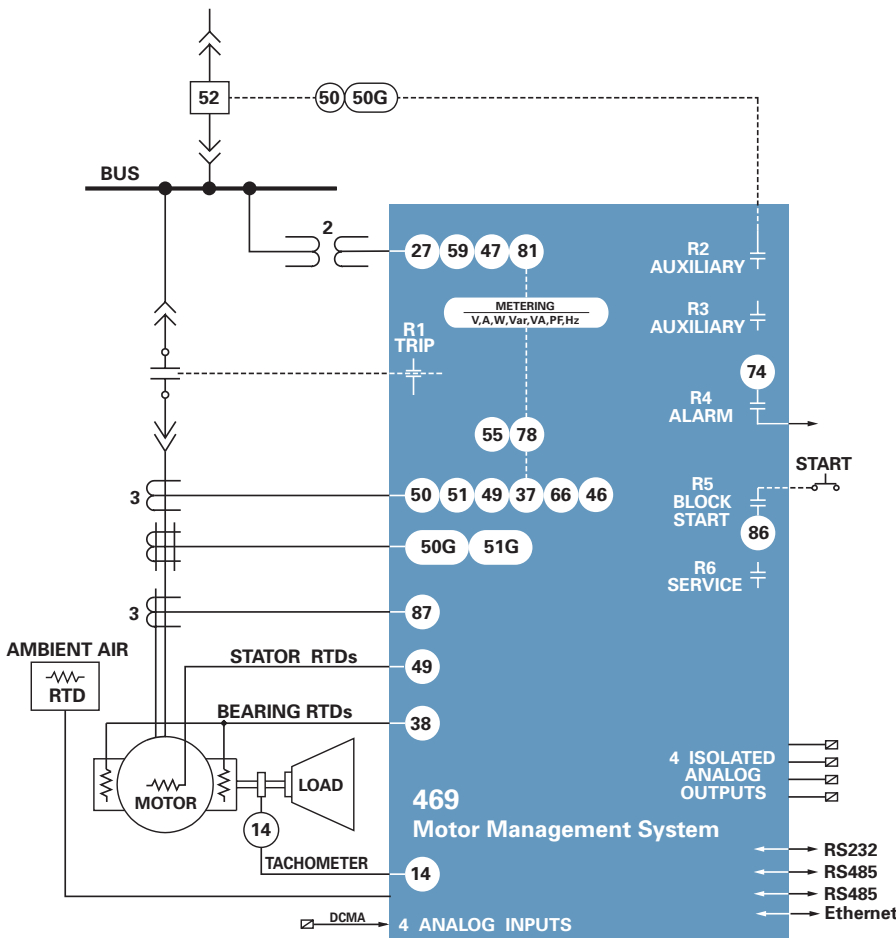 52
50 50G
BUS
2
27 59 47 81
R2
AUXILIARY
METERING
V,A,W,Var,VA,PF,Hz
R3
AUXILIARY
R1
TRIP
74
R4
ALARM
55 78
START
3
50 51 49 37 66 46
R5
BLOCK
START
86
50G 51G
R6
SERVICE
3
87
AMBIENT AIR
RTD
STATOR RTDs
49
BEARING RTDs
38
MOTOR
LOAD
14
TACHOMETER
14
469
Motor Management System
4 ISOLATED
ANALOG
OUTPUTS
RS232
RS485
RS485
Ethernet
DCMA
4 ANALOG INPUTS